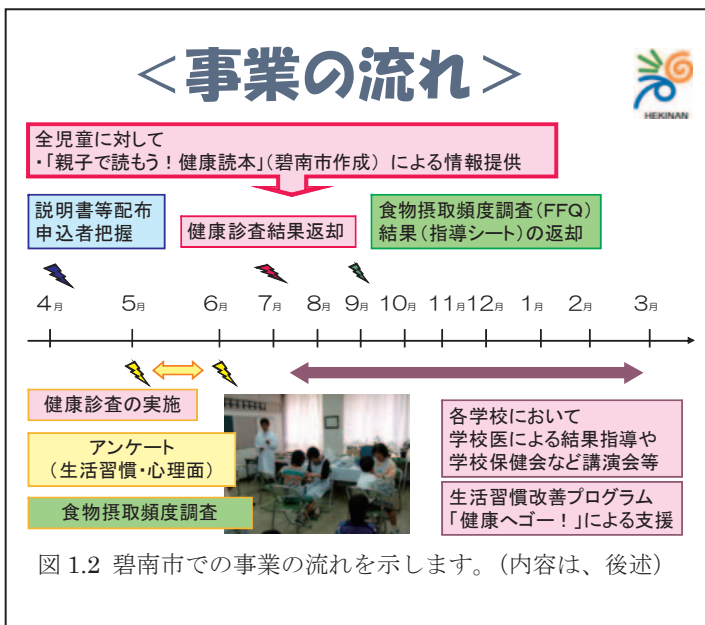 ＜事業の流れ＞
HEKINAN
全児童に対して
・「親子で読もう！健康読本」（碧南市作成） による情報提供
説明書等配布
申込者把握
健康診査結果返却
食物摂取頻度調査（FFQ）
結果（指導シート）の返却
4月 5月 6月 7月 8月 9月 10月 11月 12月 1月 2月 3月
健康診査の実施
アンケート
（生活習慣・心理面）
食物摂取頻度調査
各学校において
学校医による結果指導や
学校保健会など講演会等
生活習慣改善プログラム
「健康へゴー！」による支援
図 1.2 碧南市での事業の流れを示します。（内容は、後述）